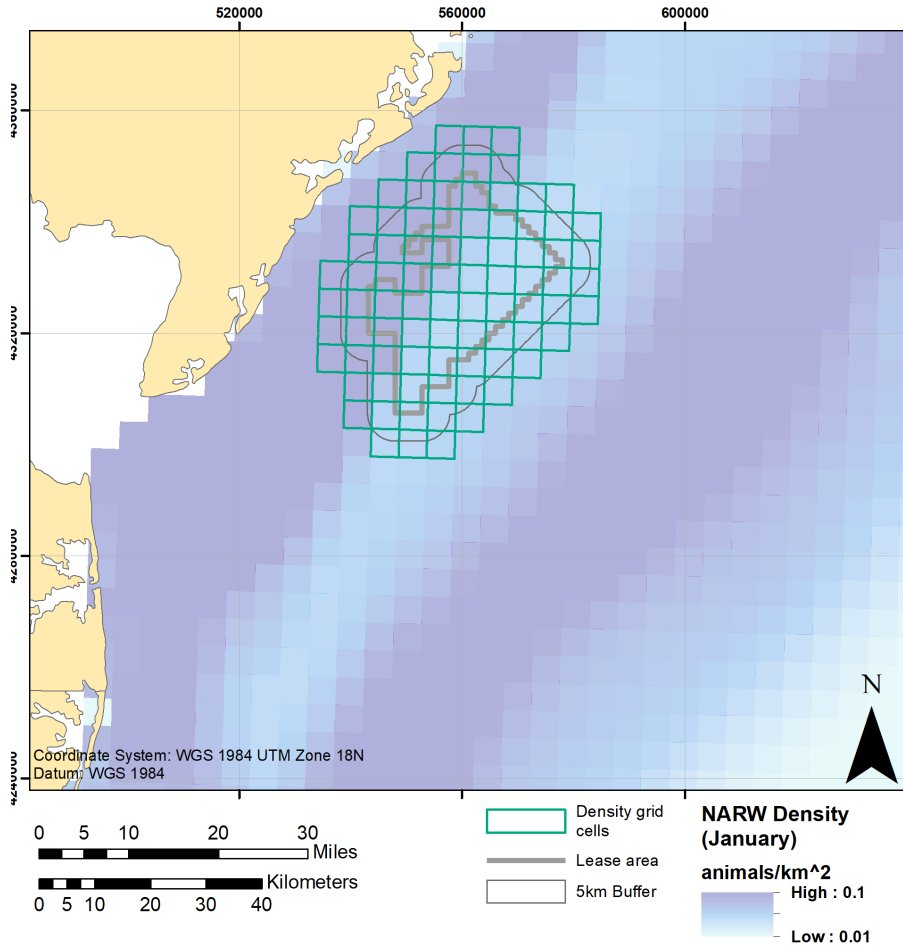 520000
560000
600000
4360000
4320000
4280000
4240000
N
Coordinate System: WGS 1984 UTM Zone 18N
Datum: WGS 1984
0 5 10 20 30
Miles
Kilometers
0 5 10 20 30 40
Density grid
cells
Lease area
5km Buffer
NARW Density
(January)
animals/km^2
High : 0.1
Low : 0.01